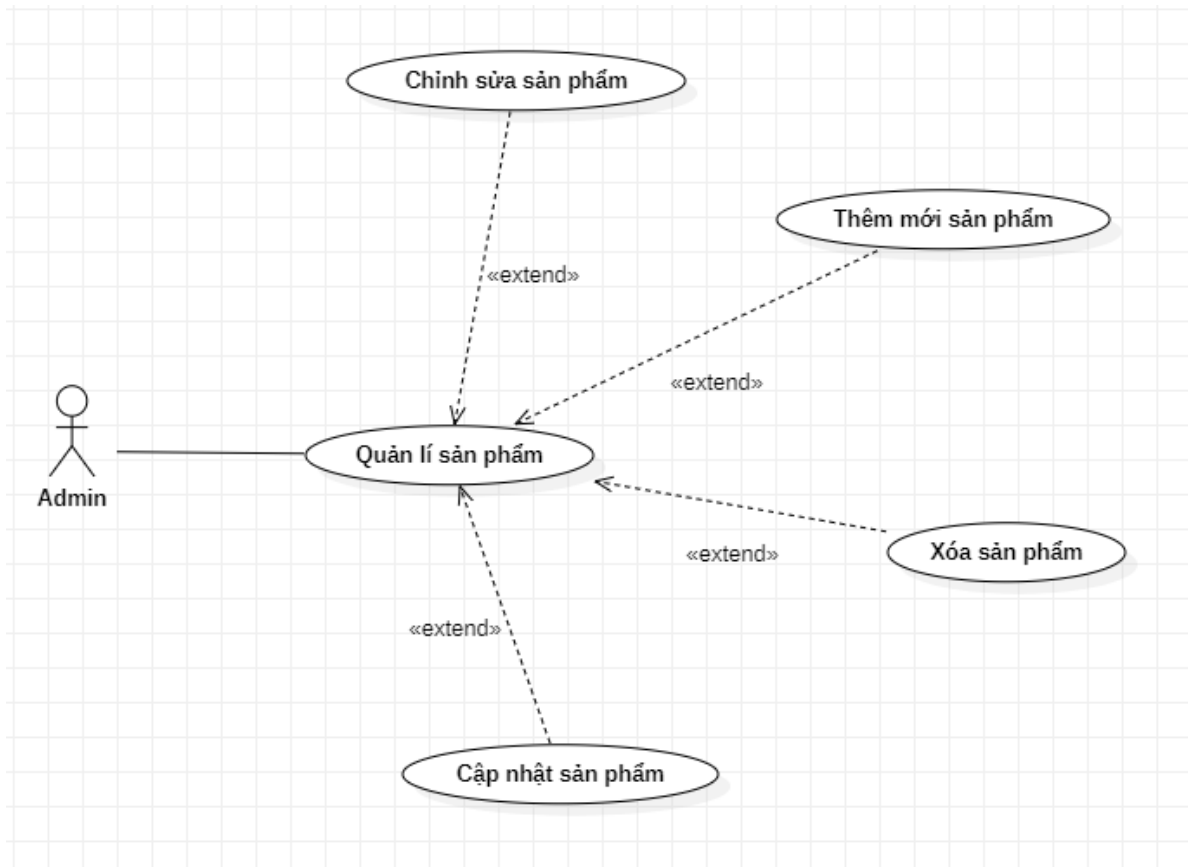 Chỉnh sửa sản phẩm
Thêm mới sản phẩm
«extend»
«extend»
Quản lí sản phẩm
Admin
Xóa sản phẩm
«extend»
«extend»
Cập nhật sản phẩm